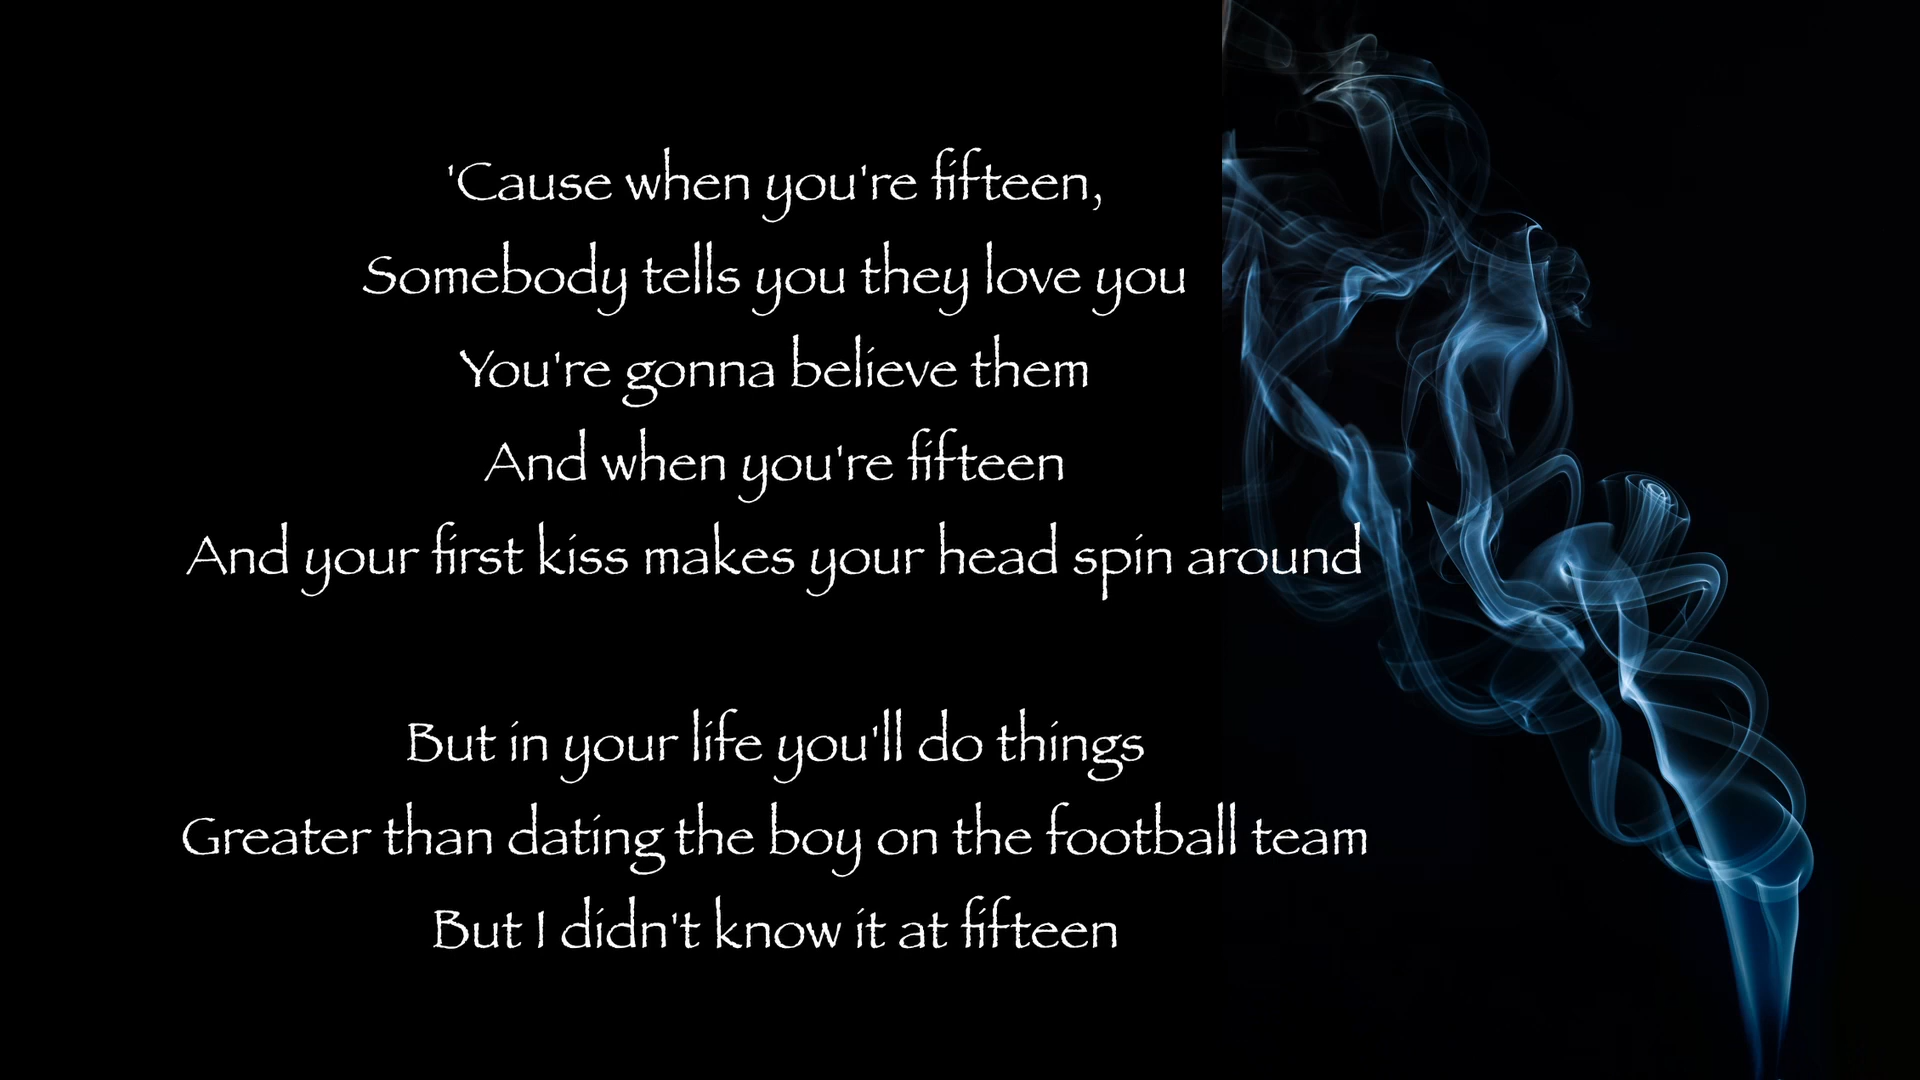 'Cause when you're fifteen,
Somebody tells you they love you
You're gonna believe them
And when you're fifteen
And your first kiss makes your head spin around
But in your life you'll do things
Greater than dating the boy on the football team
But I didn't know it at fifteen